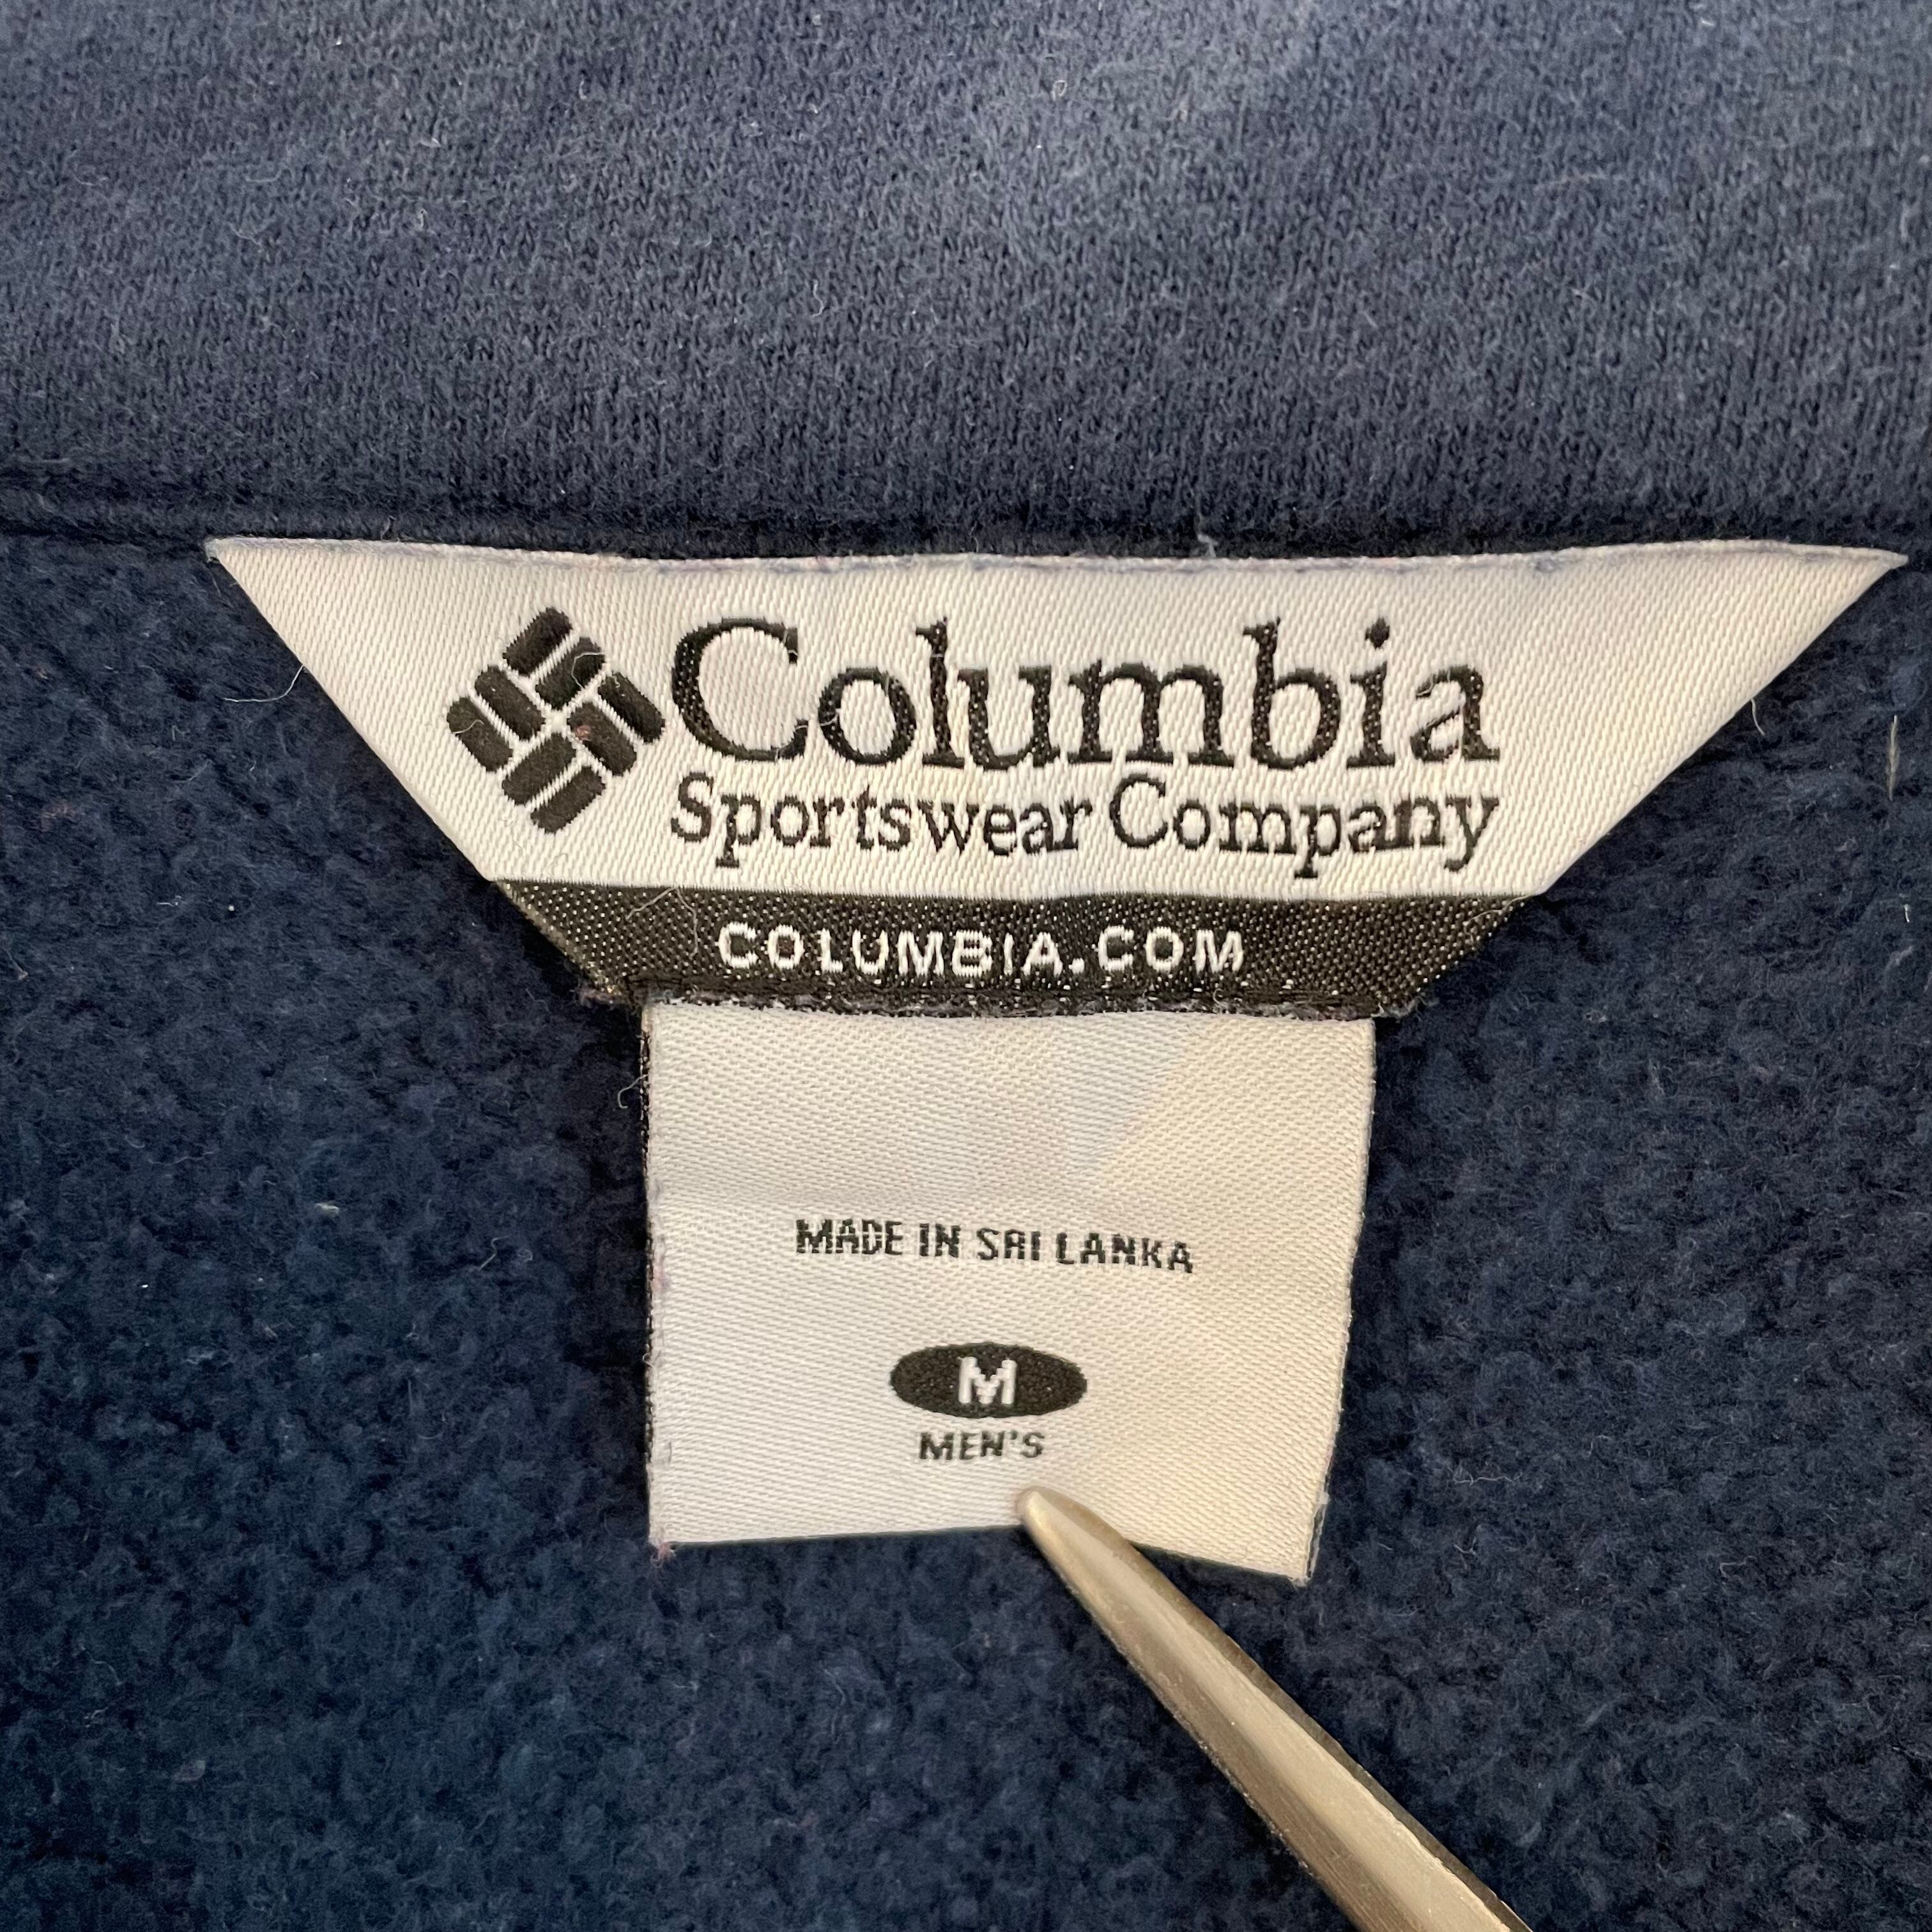 Columbia
Sportswear Company
COLUMBIA.COM
MADE IN SRI LANKA
M
MEN'S